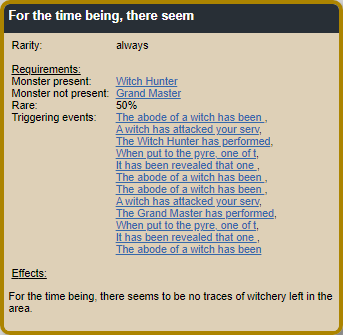 For the time being, there seem
Rarity: always
Requirements:
Monster present: Witch Hunter
Monster not present: Grand Master
Rare: 50%
Triggering events: The abode of a witch has been ,
A witch has attacked your serv,
The Witch Hunter has performed,
When put to the pyre, one of t,
It has been revealed that one ,
The abode of a witch has been ,
The abode of a witch has been ,
A witch has attacked your serv,
The Grand Master has performed,
When put to the pyre, one of t,
It has been revealed that one ,
The abode of a witch has been
Effects:
For the time being, there seems to be no traces of witchery left in the
area.